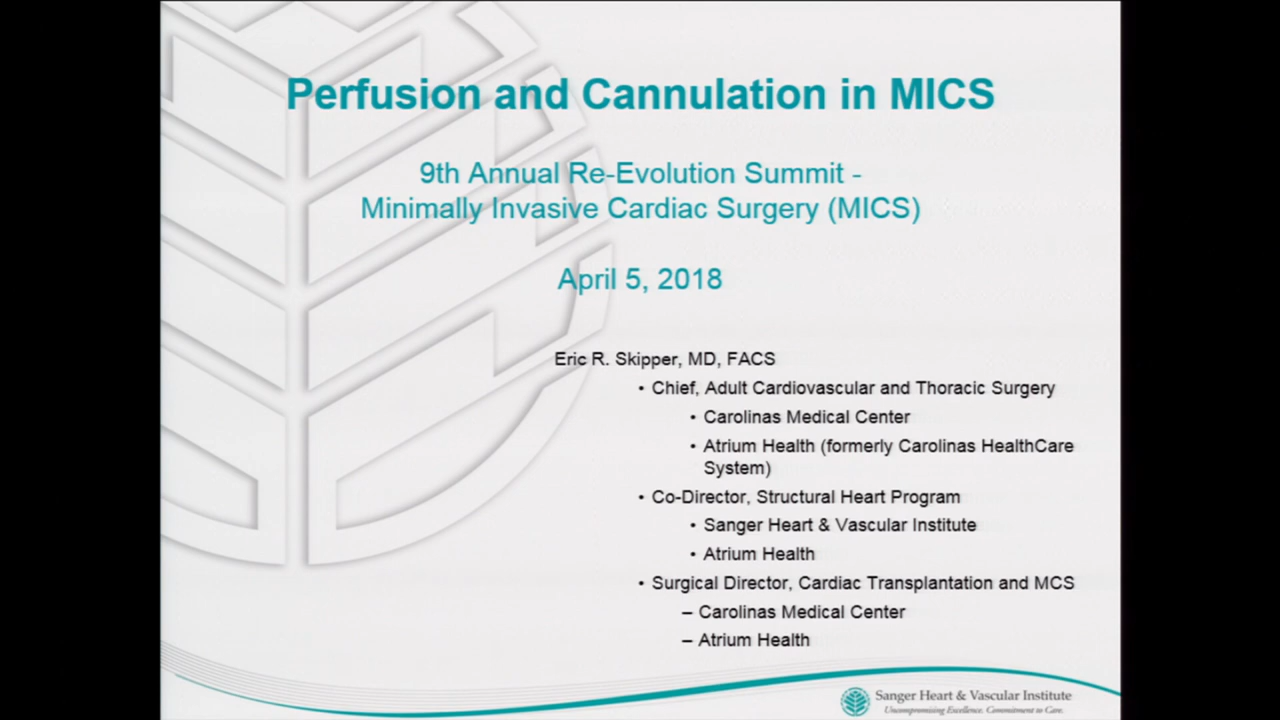 Perfusion and Cannulation in MICS
9th Annual Re-Evolution Summit -
Minimally Invasive Cardiac Surgery (MICS)
April 5, 2018
Eric R. Skipper, MD, FACS
• Chief, Adult Cardiovascular and Thoracic Surgery
• Carolinas Medical Center
• Atrium Health (formerly Carolinas HealthCare
System)
• Co-Director, Structural Heart Program
• Sanger Heart & Vascular Institute
• Atrium Health
• Surgical Director, Cardiac Transplantation and MCS
– Carolinas Medical Center
– Atrium Health
Sanger Heart & Vascular Institute
Uncompromising Excellence. Commitment to Care.